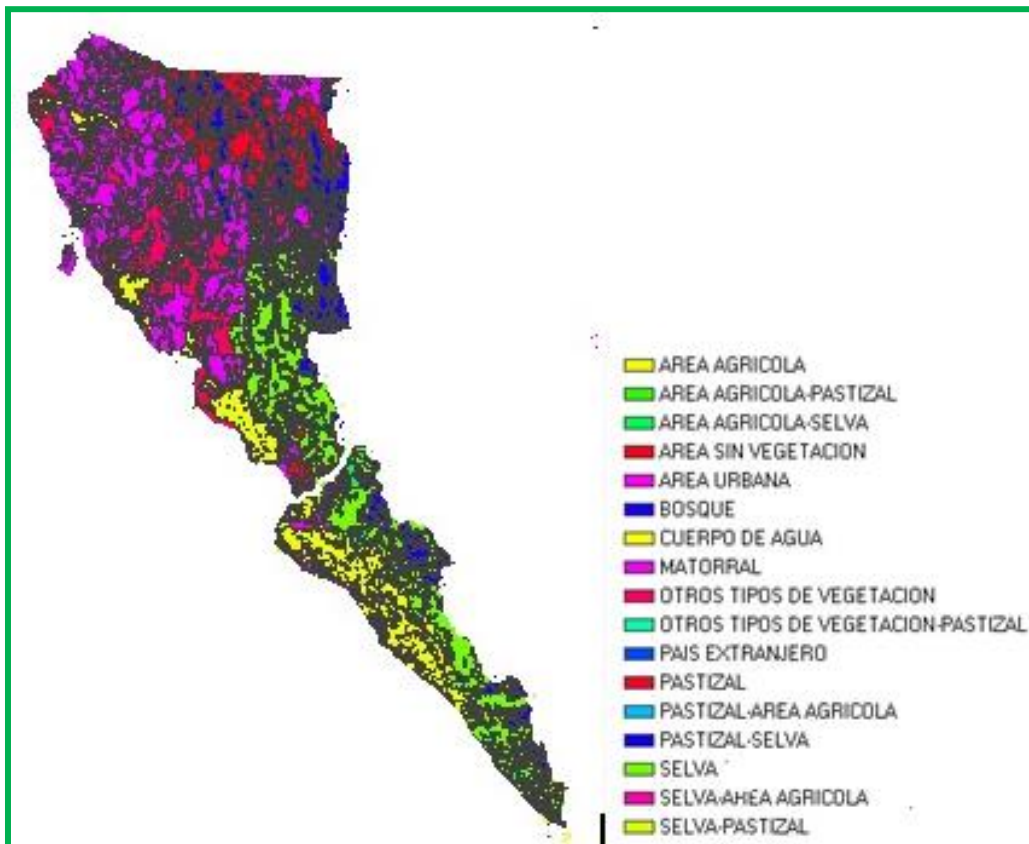 AREA AGRICOLA
AREA AGRICOLA-PASTIZAL
AREA AGRICOLA-SELVA
AREA SIN VEGETACION
AREA URBANA
BOSQUE
CUERPO DE AGUA
MATORRAL
OTROS TIPOS DE VEGETACION
OTROS TIPOS DE VEGETACION-PASTIZAL
PAIS EXTRANJERO
PASTIZAL
PASTIZAL-AREA AGRICOLA
PASTIZAL-SELVA
SELVA
SELVA-AREA AGRICOLA
SELVA-PASTIZAL